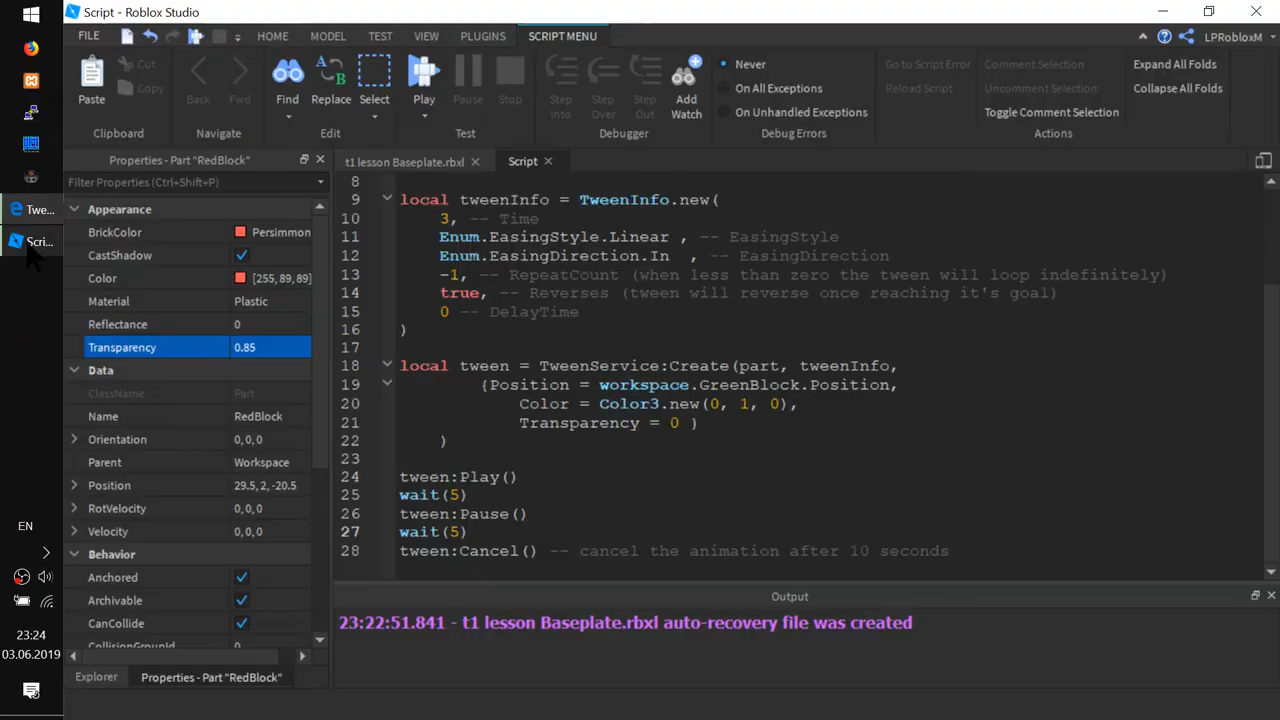 Script - Roblox Studio
FILE HOME MODEL TEST VIEW PLUGINS SCRIPT MENU LPRobloxM
Paste Cut Copy Back Fwd Find Replace Select Play Pause Stop Step Into Step Over Step Out Add Watch
Never
On All Exceptions
On Unhandled Exceptions
Go to Script Error
Reload Script
Comment Selection
Uncomment Selection
Toggle Comment Selection
Expand All Folds
Collapse All Folds
Clipboard Navigate Edit Test Debugger Debug Errors Actions
Properties - Part "RedBlock"
Filter Properties (Ctrl+Shift+P)
Appearance
BrickColor Persimmon
CastShadow
Color [255,89,89]
Material Plastic
Reflectance 0
Transparency 0.85
Data
ClassName Part
Name RedBlock
Orientation 0, 0, 0
Parent Workspace
Position 29.5, 2, -20.5
RotVelocity 0, 0, 0
Velocity 0, 0, 0
Behavior
Anchored
Archivable
CanCollide
CollisionGroupId 0
Explorer Properties - Part "RedBlock"
t1 lesson Baseplate.rbxl Script
8
9 local tweenInfo = TweenInfo.new(
10 3, -- Time
11 Enum.EasingStyle.Linear , -- EasingStyle
12 Enum.EasingDirection.In , -- EasingDirection
13 -1, -- RepeatCount (when less than zero the tween will loop indefinitely)
14 true, -- Reverses (tween will reverse once reaching it's goal)
15 0 -- DelayTime
16 )
17
18 local tween = TweenService:Create(part, tweenInfo,
19 {Position = workspace.GreenBlock.Position,
20 Color = Color3.new(0, 1, 0),
21 Transparency = 0 )
22 )
23
24 tween:Play()
25 wait(5)
26 tween:Pause()
27 wait(5)
28 tween:Cancel() -- cancel the animation after 10 seconds
Output
23:22:51.841 - t1 lesson Baseplate.rbxl auto-recovery file was created
Twe...
Scri...
EN
23:24
03.06.2019